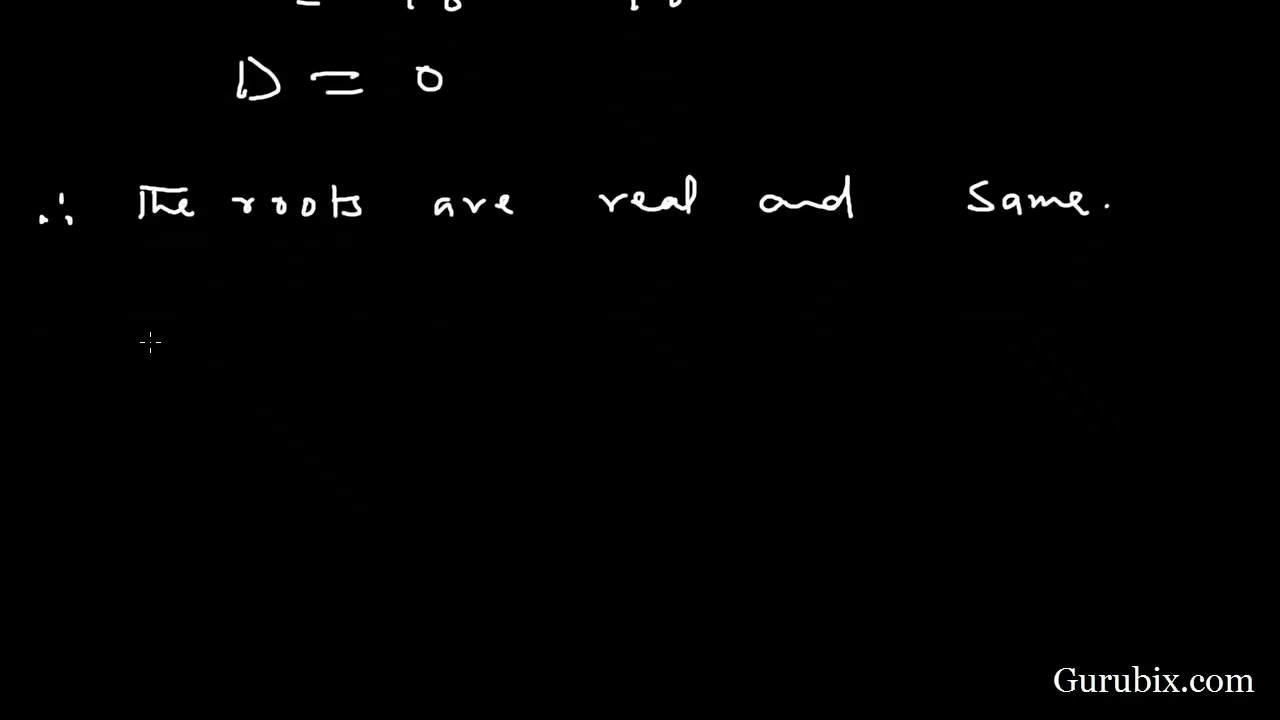 D = 0
∴ The roots are real and Same.
Gurubix.com